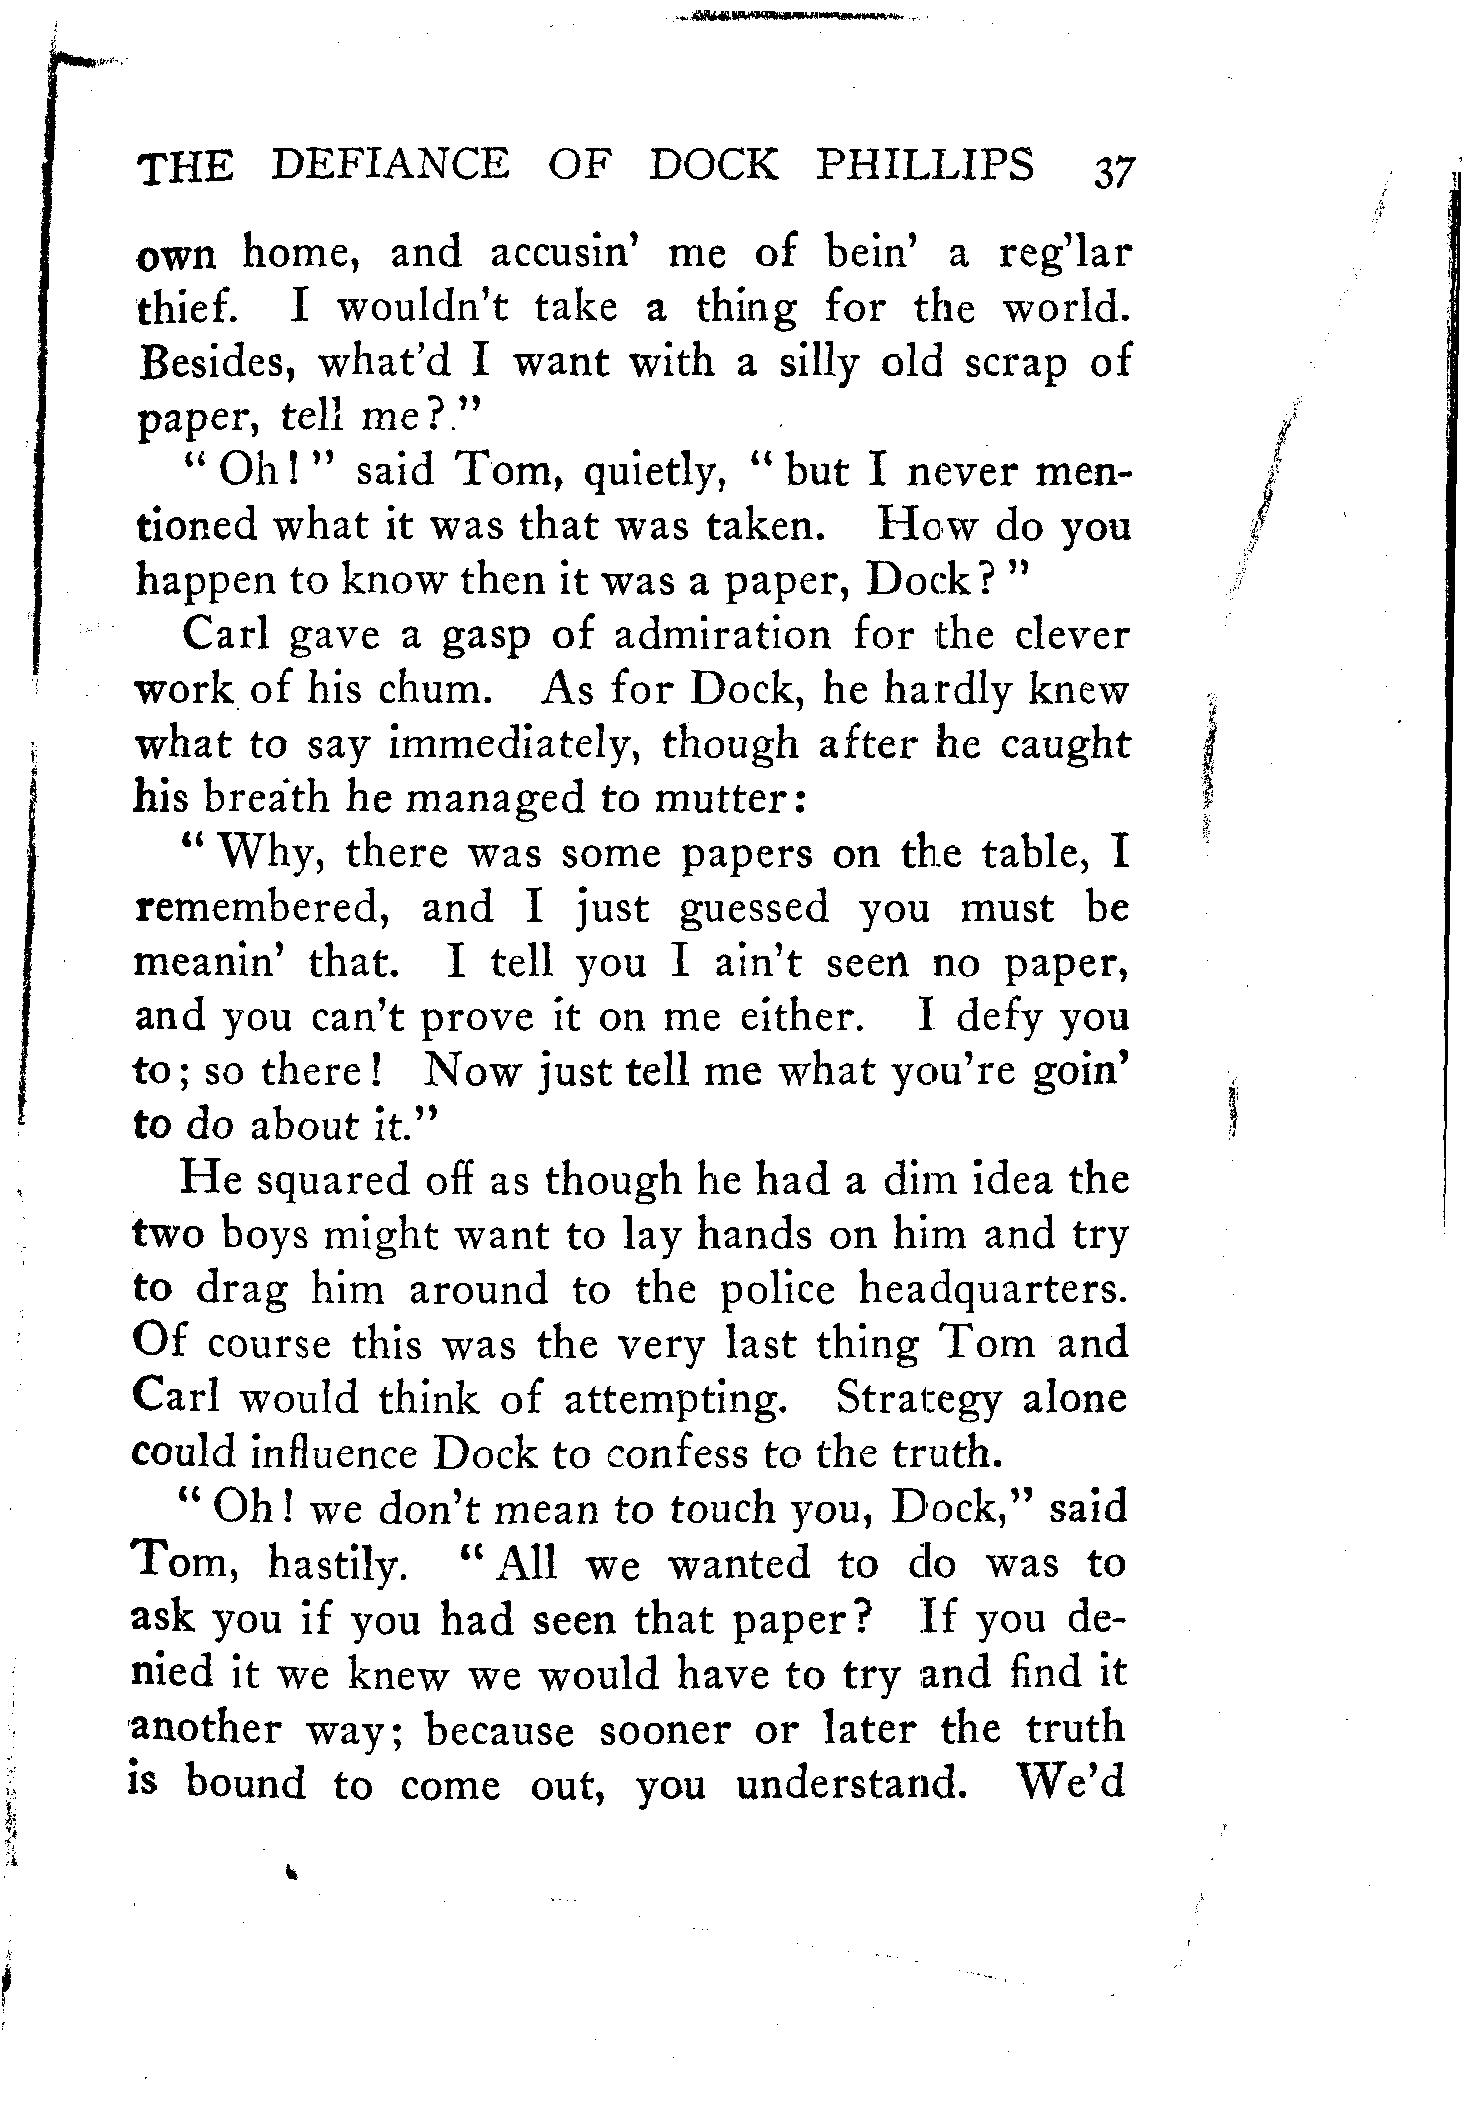 THE DEFIANCE OF DOCK PHILLIPS 37
own home, and accusin' me of bein' a reg'lar
thief. I wouldn't take a thing for the world.
Besides, what'd I want with a silly old scrap of
paper, tell me?."
"Oh!" said Tom, quietly, "but I never men-
tioned what it was that was taken. How do you
happen to know then it was a paper, Dock?"
Carl gave a gasp of admiration for the clever
work of his chum. As for Dock, he hardly knew
what to say immediately, though after he caught
his breath he managed to mutter:
"Why, there was some papers on the table, I
remembered, and I just guessed you must be
meanin' that. I tell you I ain't seen no paper,
and you can't prove it on me either. I defy you
to; so there! Now just tell me what you're goin'
to do about it."
He squared off as though he had a dim idea the
two boys might want to lay hands on him and try
to drag him around to the police headquarters.
Of course this was the very last thing Tom and
Carl would think of attempting. Strategy alone
could influence Dock to confess to the truth.
"Oh! we don't mean to touch you, Dock," said
Tom, hastily. "All we wanted to do was to
ask you if you had seen that paper? If you de-
nied it we knew we would have to try and find it
another way; because sooner or later the truth
is bound to come out, you understand. We'd